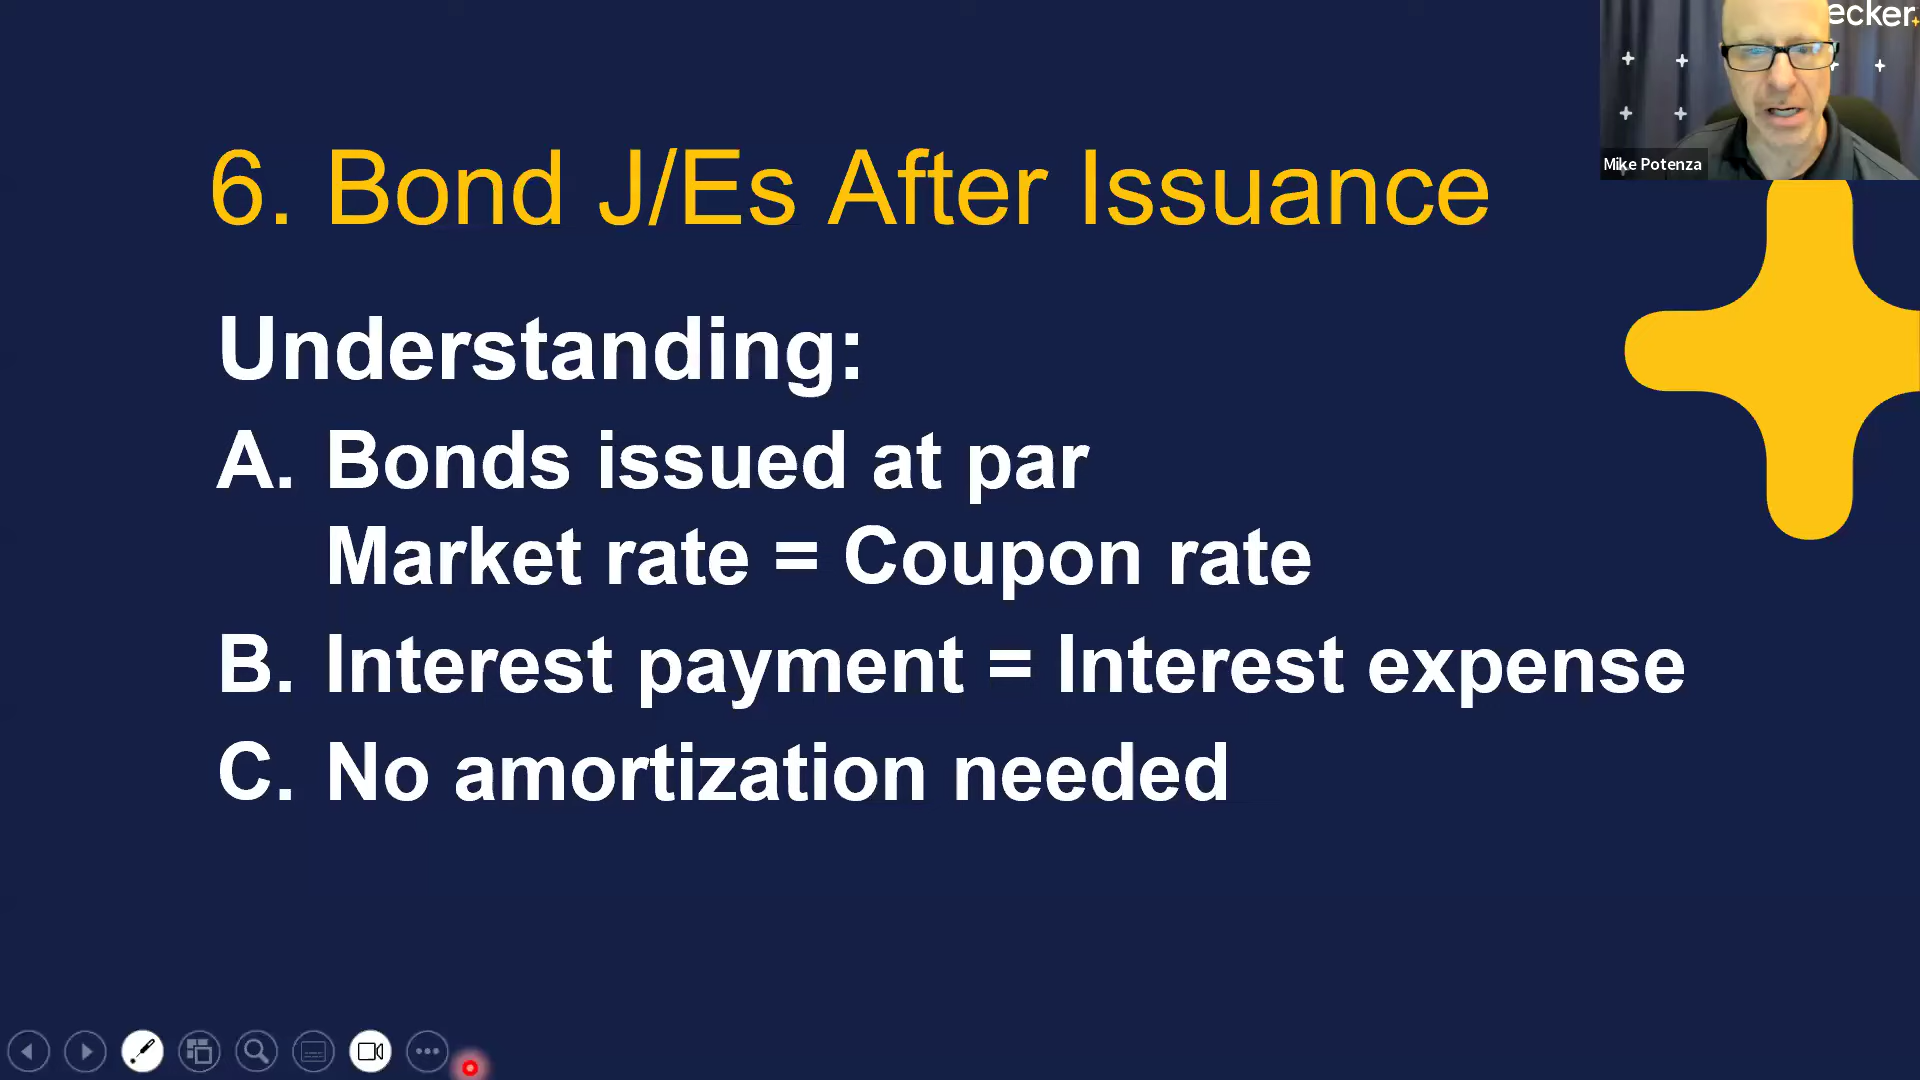 ecker.
Mike Potenza
6. Bond J/Es After Issuance
Understanding:
A. Bonds issued at par
Market rate = Coupon rate
B. Interest payment = Interest expense
C. No amortization needed